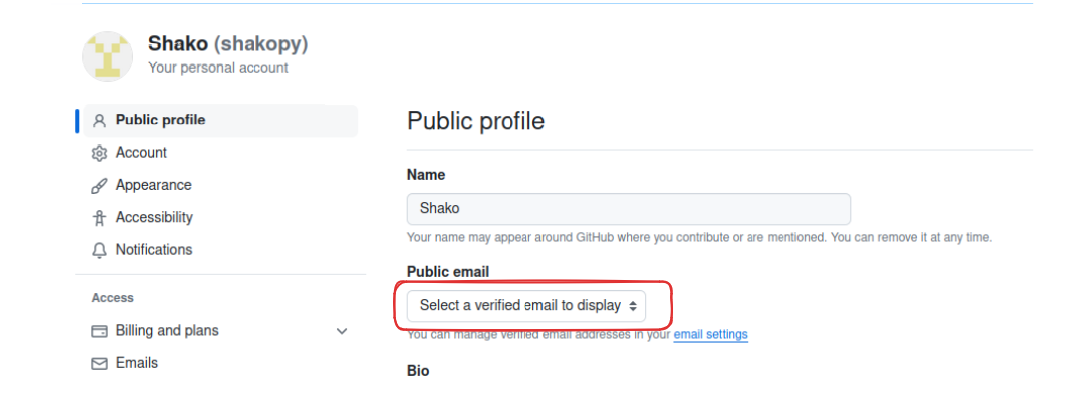 Shako (shakopy)
Your personal account
Public profile
Account
Appearance
Accessibility
Notifications
Access
Billing and plans
Emails
Public profile
Name
Shako
Your name may appear around GitHub where you contribute or are mentioned. You can remove it at any time.
Public email
Select a verified email to display
You can manage verified email addresses in your email settings
Bio